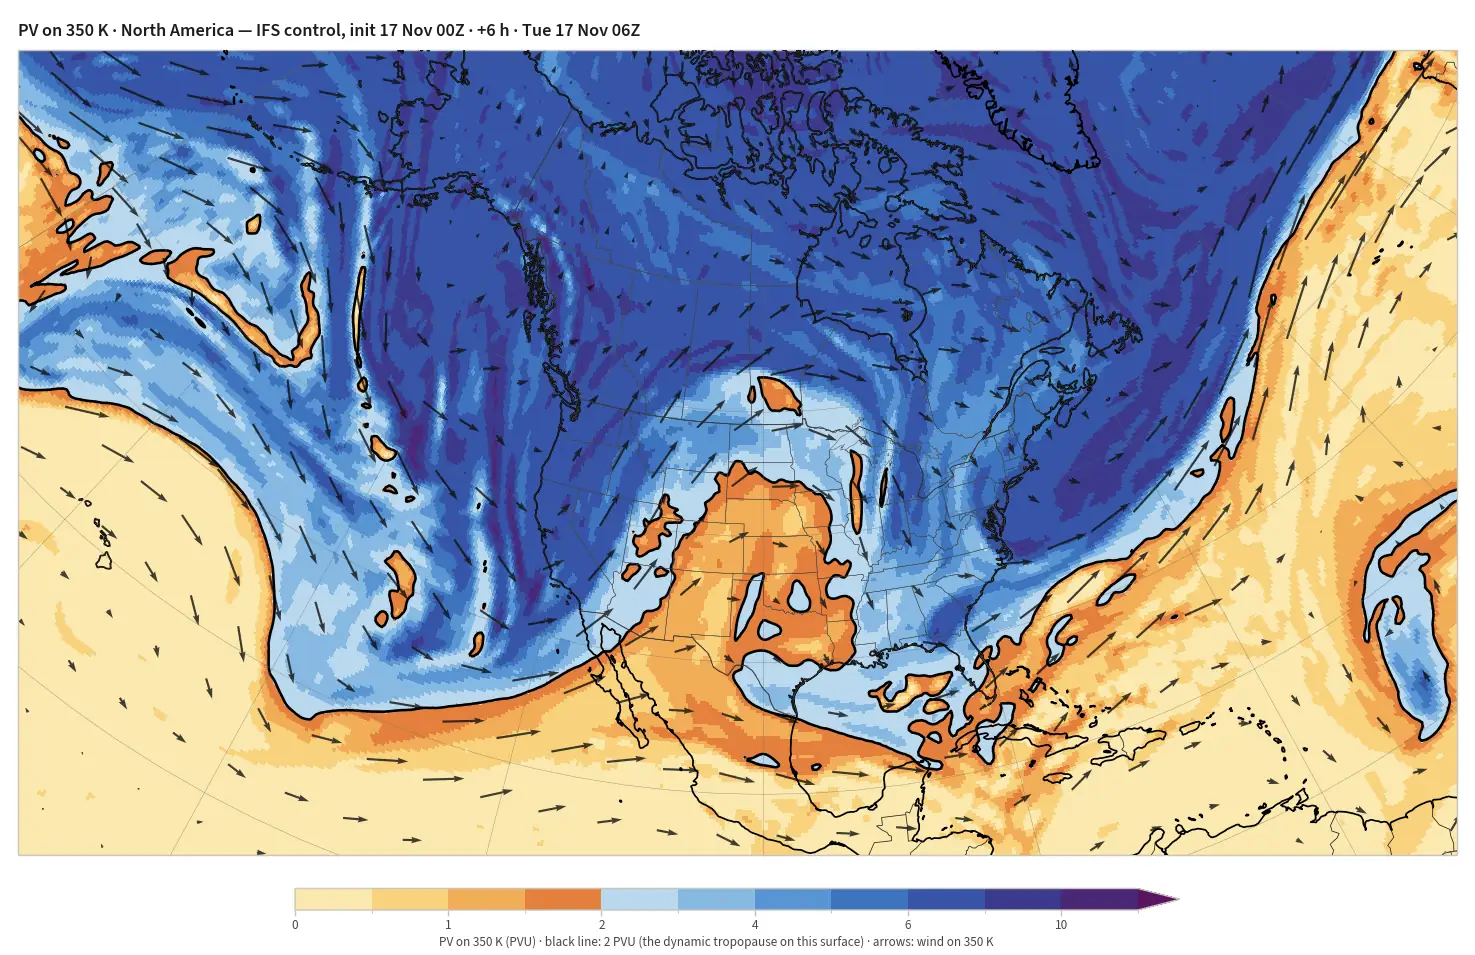 PV on 350 K · North America — IFS control, init 17 Nov 00Z · +6 h · Tue 17 Nov 06Z
0 1 2 4 6 10
PV on 350 K (PVU) · black line: 2 PVU (the dynamic tropopause on this surface) · arrows: wind on 350 K